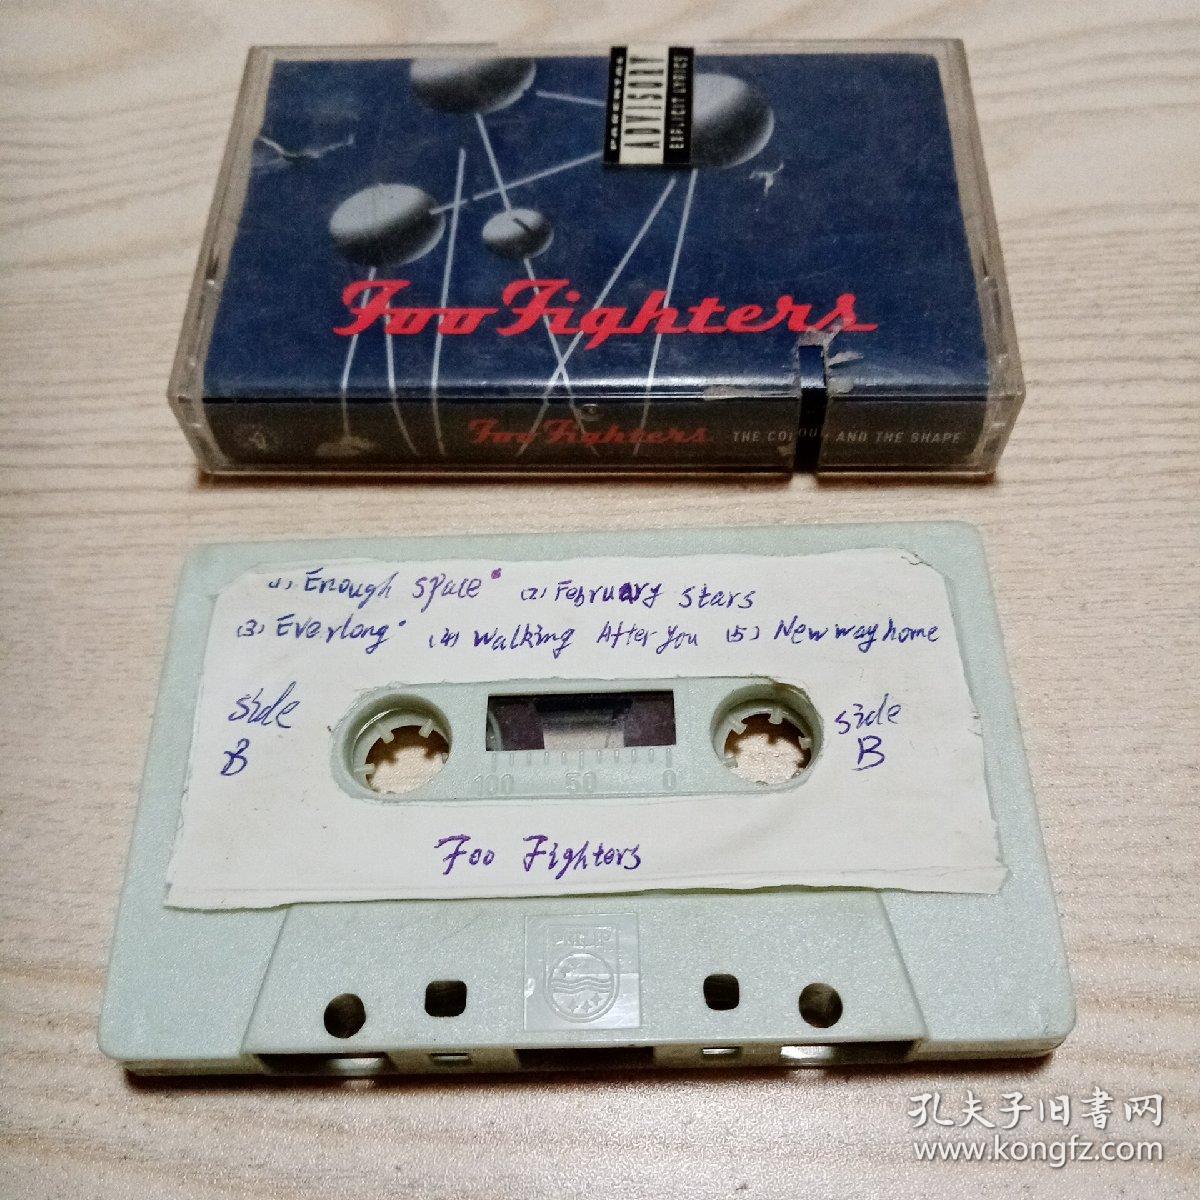 PARENTAL
ADVISORY
EXPLICIT LYRICS
Foo Fighters
Foo Fighters THE COLOUR AND THE SHAPE
(1) Enough Space (2) February Stars
(3) Everlong (4) Walking After You (5) New way home
Side B
Side B
100 50 0
Foo Fighters
孔夫子旧书网
www.kongfz.com